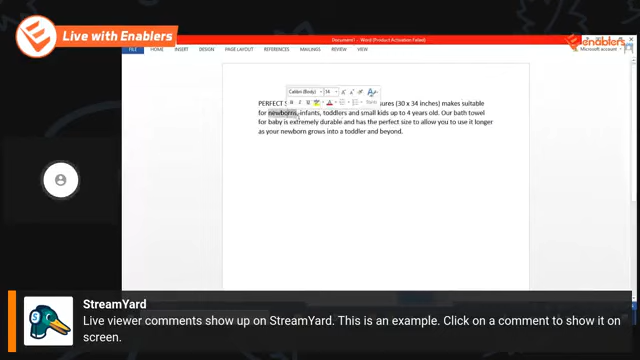 Live with Enablers
Document1 - Word (Product Activation Failed)
Enablers
FILE HOME INSERT DESIGN PAGE LAYOUT REFERENCES MAILINGS REVIEW VIEW
Microsoft account
Calibri (Body) 14
PERFECT S ures (30 x 34 inches) makes suitable
for newborns, infants, toddlers and small kids up to 4 years old. Our bath towel
for baby is extremely durable and has the perfect size to allow you to use it longer
as your newborn grows into a toddler and beyond.
StreamYard
Live viewer comments show up on StreamYard. This is an example. Click on a comment to show it on
screen.